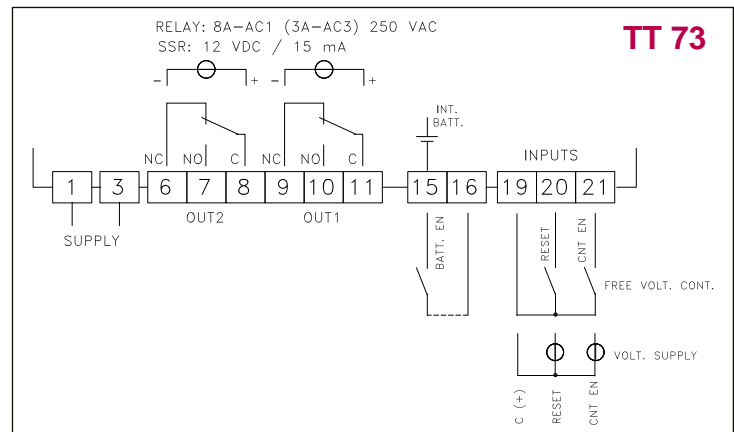 RELAY: 8A-AC1 (3A-AC3) 250 VAC
SSR: 12 VDC / 15 mA
TT 73
- + - +
INT.
BATT.
NC NO C NC NO C
INPUTS
1 3 6 7 8 9 10 11 15 16 19 20 21
SUPPLY
OUT2 OUT1
BATT. EN
RESET
CNT EN
FREE VOLT. CONT.
VOLT. SUPPLY
C (+)
RESET
CNT EN